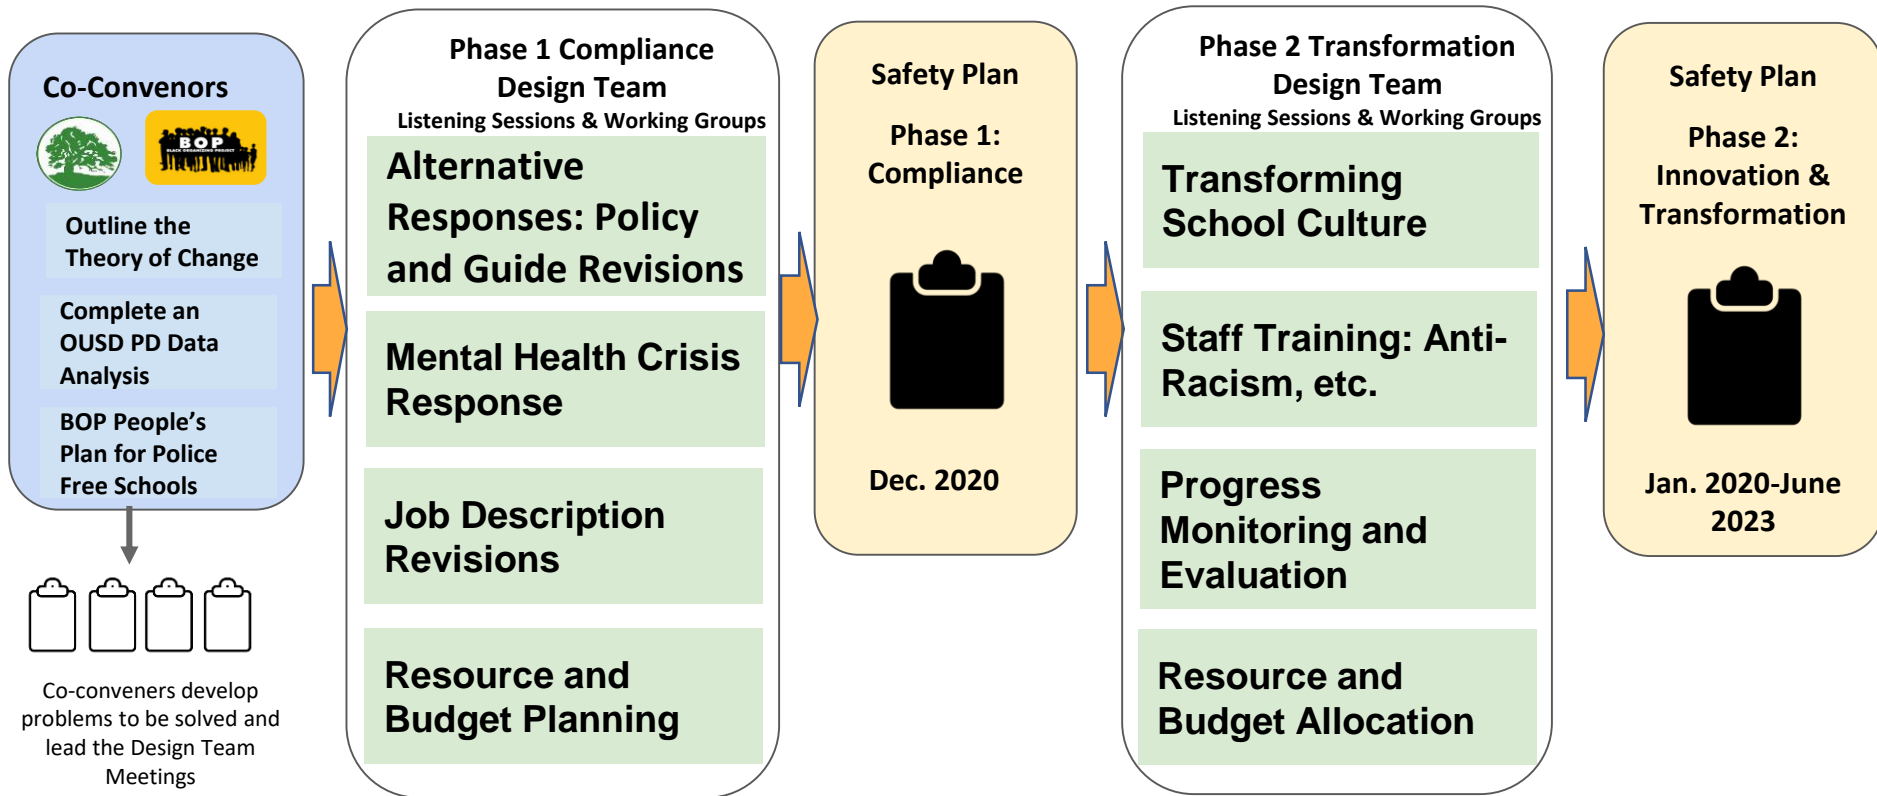 Co-Convenors
BOP
BLACK ORGANIZING PROJECT
Outline the
Theory of Change
Complete an
OUSD PD Data
Analysis
BOP People’s
Plan for Police
Free Schools
Co-conveners develop
problems to be solved and
lead the Design Team
Meetings
Phase 1 Compliance
Design Team
Listening Sessions & Working Groups
Alternative
Responses: Policy
and Guide Revisions
Mental Health Crisis
Response
Job Description
Revisions
Resource and
Budget Planning
Safety Plan
Phase 1:
Compliance
Dec. 2020
Phase 2 Transformation
Design Team
Listening Sessions & Working Groups
Transforming
School Culture
Staff Training: Anti-
Racism, etc.
Progress
Monitoring and
Evaluation
Resource and
Budget Allocation
Safety Plan
Phase 2:
Innovation &
Transformation
Jan. 2020-June
2023